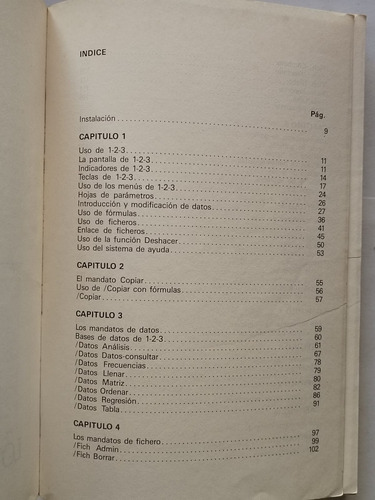 INDICE
Pág.
Instalación 9
CAPITULO 1
Uso de 1-2-3 11
La pantalla de 1-2-3 11
Indicadores de 1-2-3 14
Teclas de 1-2-3 17
Uso de los menús de 1-2-3 24
Hojas de parámetros 26
Introducción y modificación de datos 27
Uso de fórmulas 36
Uso de ficheros 41
Enlace de ficheros 45
Uso de la función Deshacer 50
Uso del sistema de ayuda 53
CAPITULO 2
El mandato Copiar 55
Uso de /Copiar con fórmulas 56
/Copiar 57
CAPITULO 3
Los mandatos de datos 59
Bases de datos de 1-2-3 60
/Datos Análisis 61
/Datos Datos-consultar 67
/Datos Frecuencias 78
/Datos Llenar 79
/Datos Matriz 80
/Datos Ordenar 82
/Datos Regresión 86
/Datos Tabla 91
CAPITULO 4
Los mandatos de fichero 97
/Fich Admin 99
/Fich Borrar 102